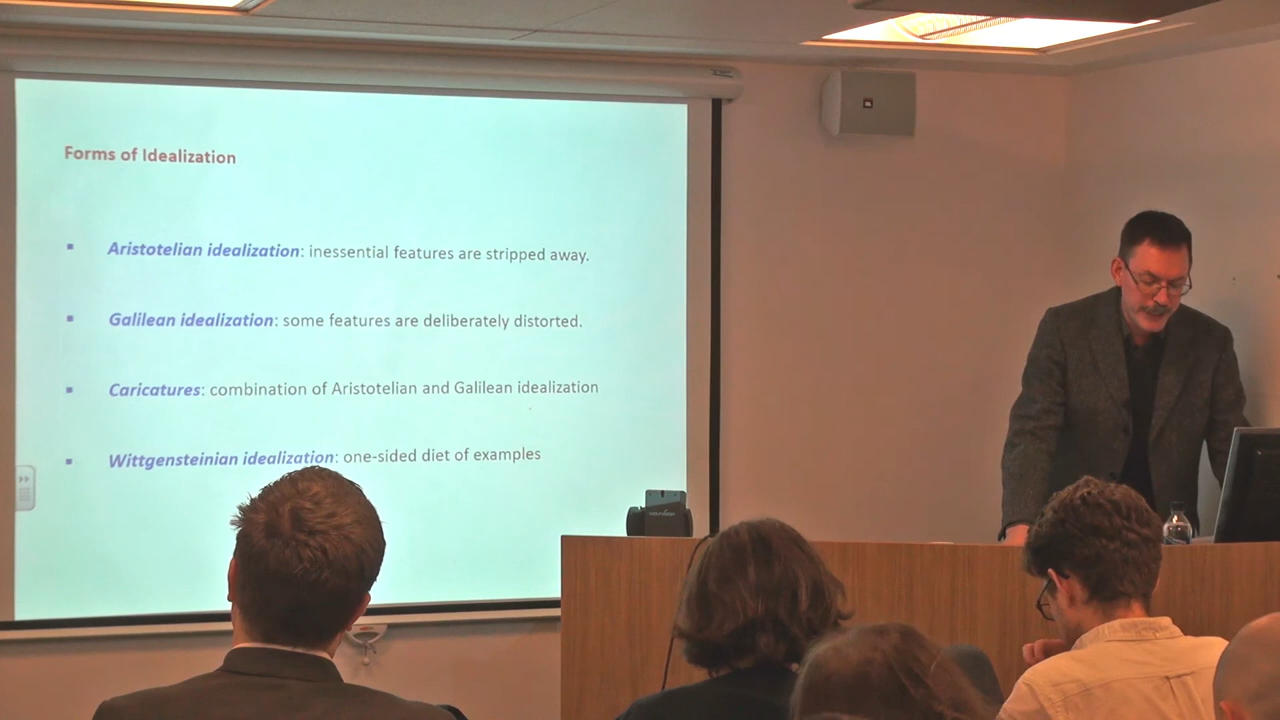 Forms of Idealization
▪ Aristotelian idealization: inessential features are stripped away.
▪ Galilean idealization: some features are deliberately distorted.
▪ Caricatures: combination of Aristotelian and Galilean idealization
▪ Wittgensteinian idealization: one-sided diet of examples
JBL